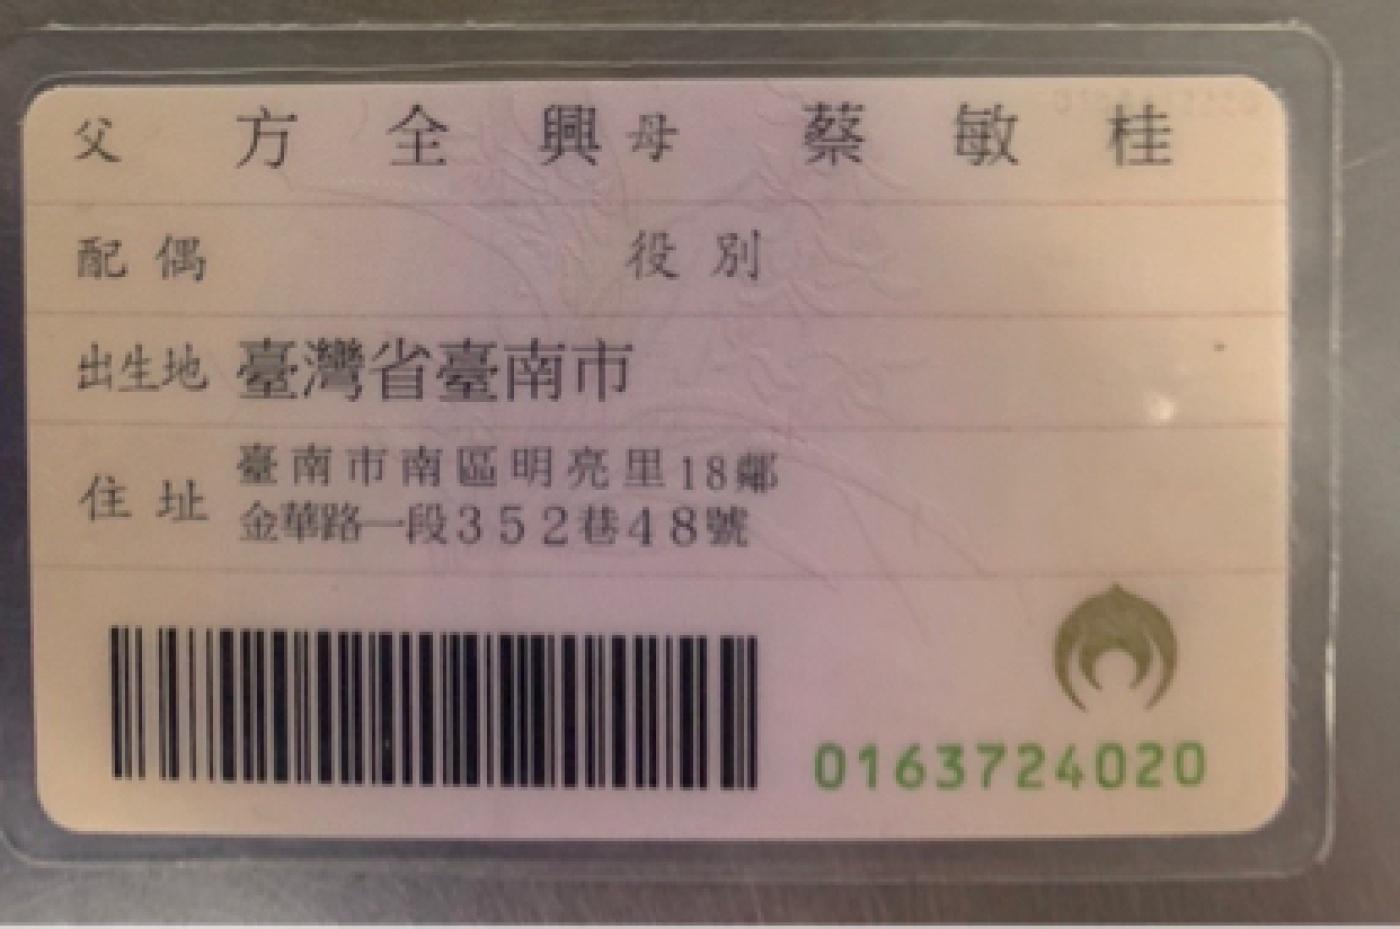 父 方全興 母 蔡敏桂
配偶 役別
出生地 臺灣省臺南市
住址 臺南市南區明亮里18鄰
金華路一段352巷48號
0163724020